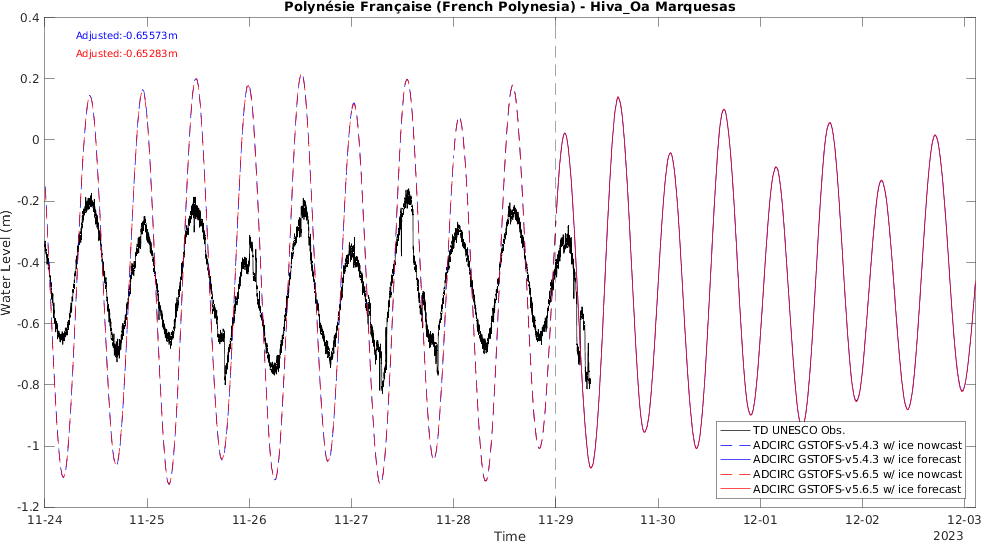 Polynésie Française (French Polynesia) - Hiva_Oa Marquesas
Adjusted:-0.65573m
Adjusted:-0.65283m
0.4
0.2
0
-0.2
-0.4
-0.6
-0.8
-1
-1.2
Water Level (m)
TD UNESCO Obs.
ADCIRC GSTOFS-v5.4.3 w/ ice nowcast
ADCIRC GSTOFS-v5.4.3 w/ ice forecast
ADCIRC GSTOFS-v5.6.5 w/ ice nowcast
ADCIRC GSTOFS-v5.6.5 w/ ice forecast
11-24 11-25 11-26 11-27 11-28 11-29 11-30 12-01 12-02 12-03
Time
2023